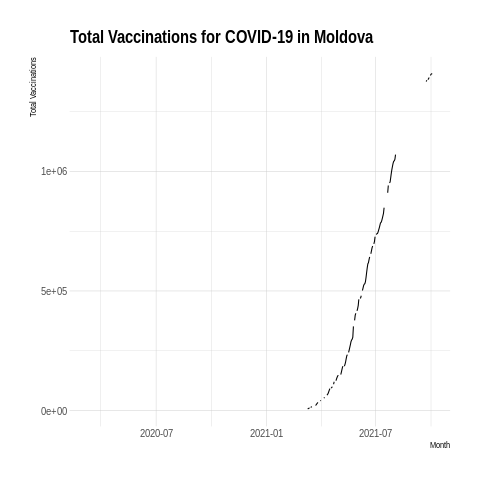 Total Vaccinations for COVID-19 in Moldova
Total Vaccinations
1e+06
5e+05
0e+00
2020-07 2021-01 2021-07
Month